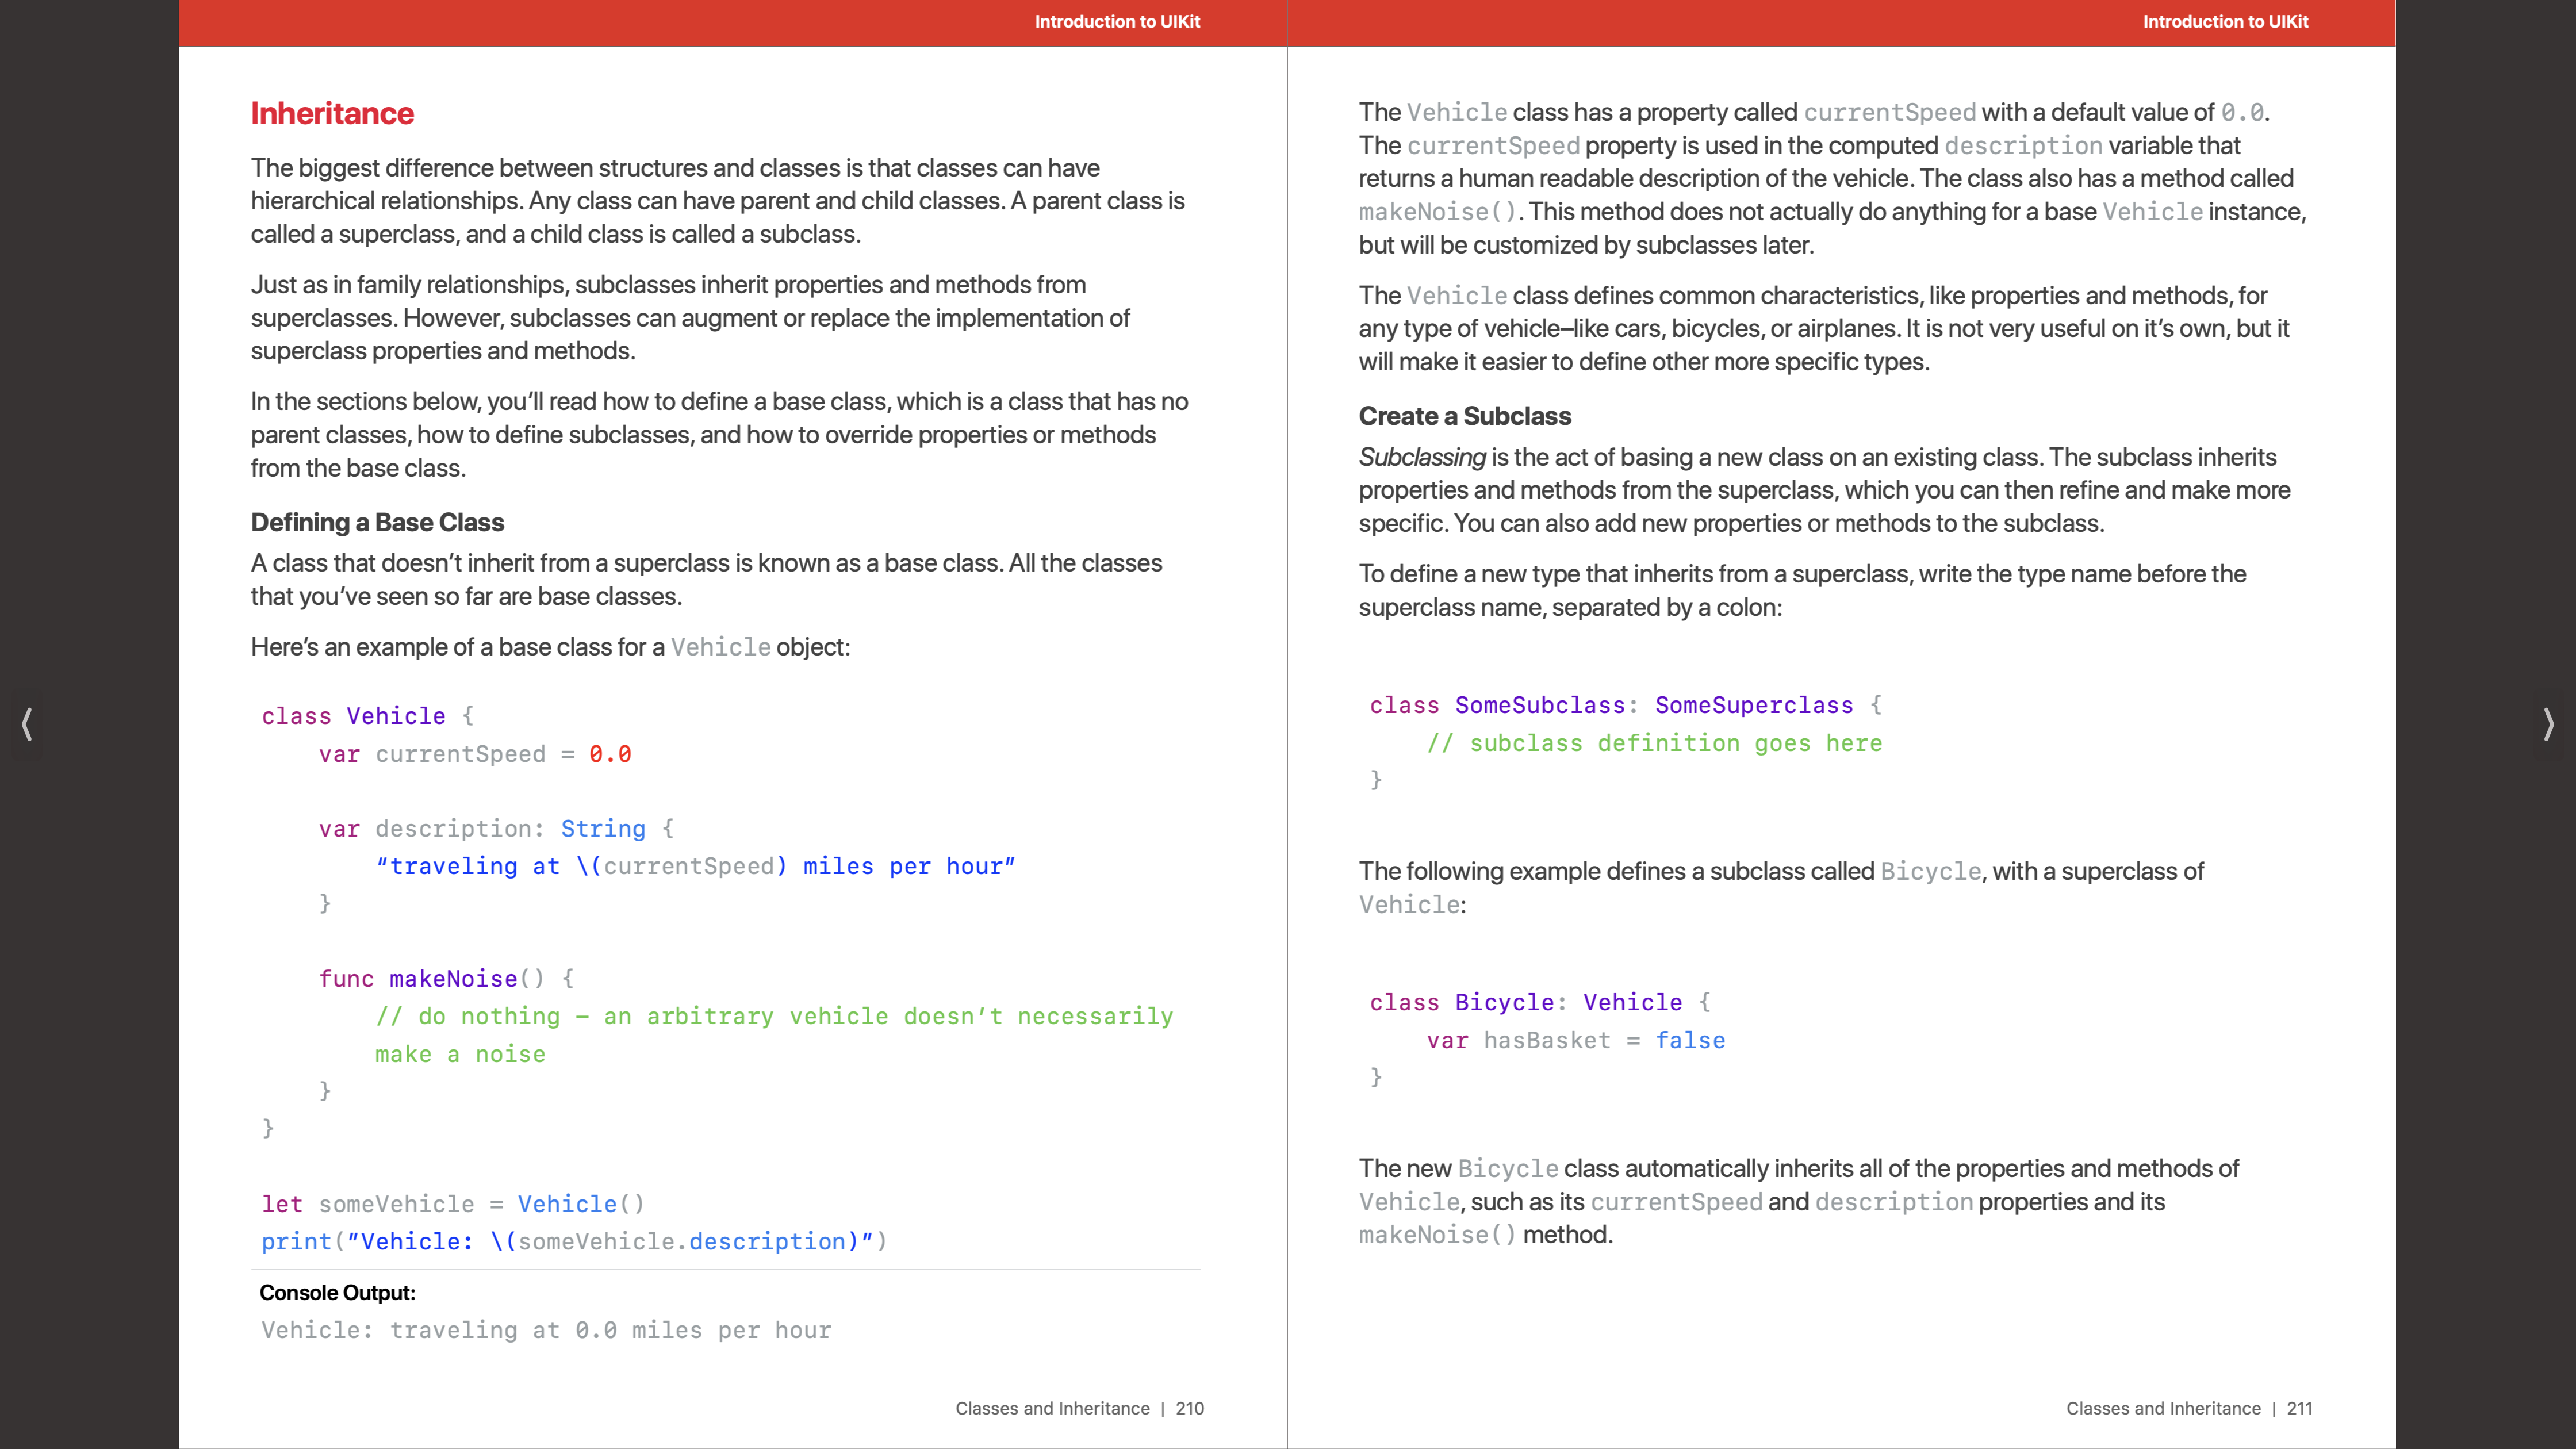 Introduction to UIKit
Inheritance
The biggest difference between structures and classes is that classes can have
hierarchical relationships. Any class can have parent and child classes. A parent class is
called a superclass, and a child class is called a subclass.
Just as in family relationships, subclasses inherit properties and methods from
superclasses. However, subclasses can augment or replace the implementation of
superclass properties and methods.
In the sections below, you’ll read how to define a base class, which is a class that has no
parent classes, how to define subclasses, and how to override properties or methods
from the base class.
Defining a Base Class
A class that doesn’t inherit from a superclass is known as a base class. All the classes
that you’ve seen so far are base classes.
Here’s an example of a base class for a Vehicle object:
class Vehicle {
    var currentSpeed = 0.0
    var description: String {
        “traveling at \(currentSpeed) miles per hour”
    }
    func makeNoise() {
        // do nothing – an arbitrary vehicle doesn’t necessarily
        make a noise
    }
}
let someVehicle = Vehicle()
print(”Vehicle: \(someVehicle.description)”)
Console Output:
Vehicle: traveling at 0.0 miles per hour
Classes and Inheritance | 210
Introduction to UIKit
The Vehicle class has a property called currentSpeed with a default value of 0.0.
The currentSpeed property is used in the computed description variable that
returns a human readable description of the vehicle. The class also has a method called
makeNoise(). This method does not actually do anything for a base Vehicle instance,
but will be customized by subclasses later.
The Vehicle class defines common characteristics, like properties and methods, for
any type of vehicle–like cars, bicycles, or airplanes. It is not very useful on it’s own, but it
will make it easier to define other more specific types.
Create a Subclass
Subclassing is the act of basing a new class on an existing class. The subclass inherits
properties and methods from the superclass, which you can then refine and make more
specific. You can also add new properties or methods to the subclass.
To define a new type that inherits from a superclass, write the type name before the
superclass name, separated by a colon:
class SomeSubclass: SomeSuperclass {
    // subclass definition goes here
}
The following example defines a subclass called Bicycle, with a superclass of
Vehicle:
class Bicycle: Vehicle {
    var hasBasket = false
}
The new Bicycle class automatically inherits all of the properties and methods of
Vehicle, such as its currentSpeed and description properties and its
makeNoise() method.
Classes and Inheritance | 211